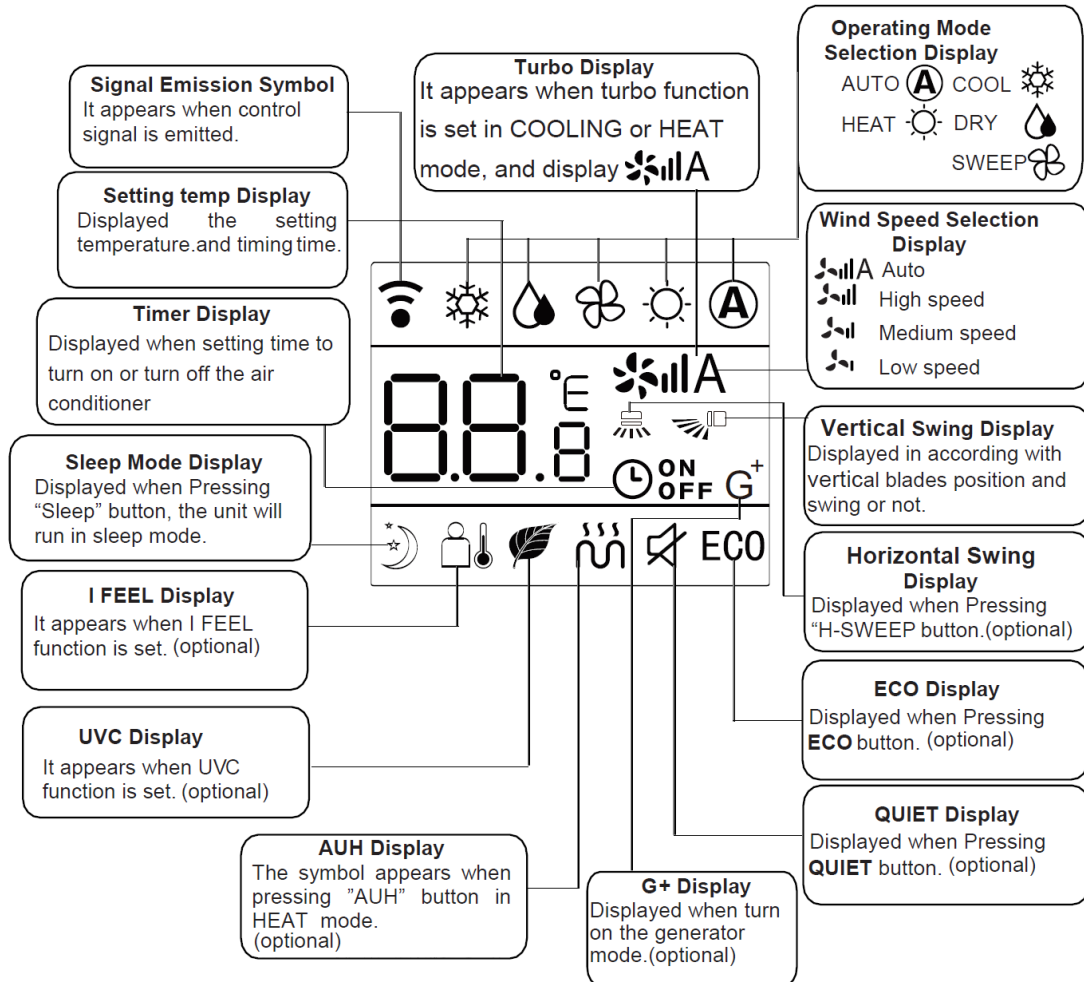 Operating Mode
Selection Display
AUTO A COOL
HEAT DRY
SWEEP
Turbo Display
It appears when turbo function
is set in COOLING or HEAT
mode, and display A
Signal Emission Symbol
It appears when control
signal is emitted.
Setting temp Display
Displayed the setting
temperature.and timing time.
Wind Speed Selection
Display
A Auto
High speed
Medium speed
Low speed
Timer Display
Displayed when setting time to
turn on or turn off the air
conditioner
A
A
88.8 °E
ON
OFF G+
ECO
Vertical Swing Display
Displayed in according with
vertical blades position and
swing or not.
Sleep Mode Display
Displayed when Pressing
“Sleep” button, the unit will
run in sleep mode.
Horizontal Swing
Display
Displayed when Pressing
“H-SWEEP button.(optional)
I FEEL Display
It appears when I FEEL
function is set. (optional)
ECO Display
Displayed when Pressing
ECO button. (optional)
UVC Display
It appears when UVC
function is set. (optional)
QUIET Display
Displayed when Pressing
QUIET button. (optional)
AUH Display
The symbol appears when
pressing ”AUH” button in
HEAT mode.
(optional)
G+ Display
Displayed when turn
on the generator
mode.(optional)